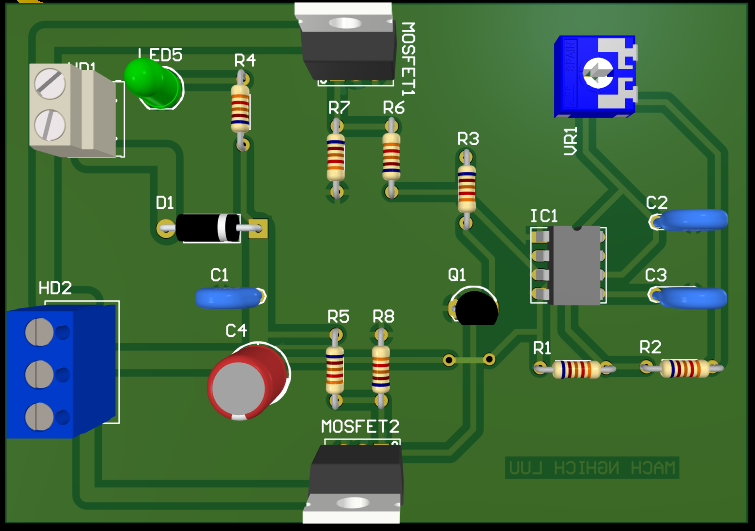 MOSFET1
LED5
R4
R7
R6
R3
VR1
D1
IC1
C2
C1
Q1
C3
HD2
C4
R5
R8
R1
R2
MOSFET2
MACH NGHICH LUU